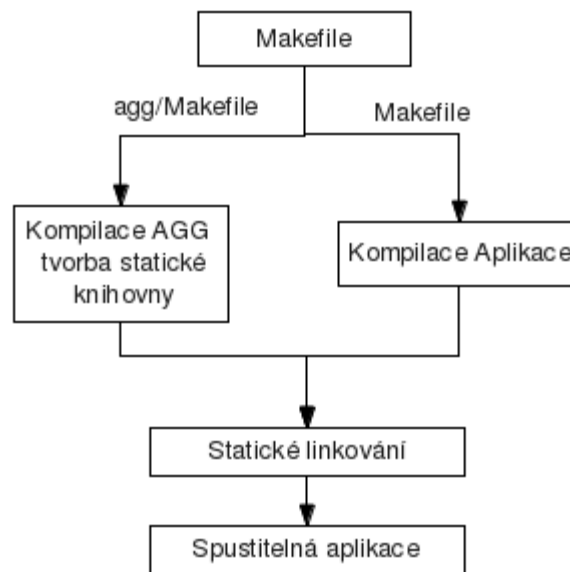 Makefile
agg/Makefile
Makefile
Kompilace AGG
tvorba statické
knihovny
Kompilace Aplikace
Statické linkování
Spustitelná aplikace